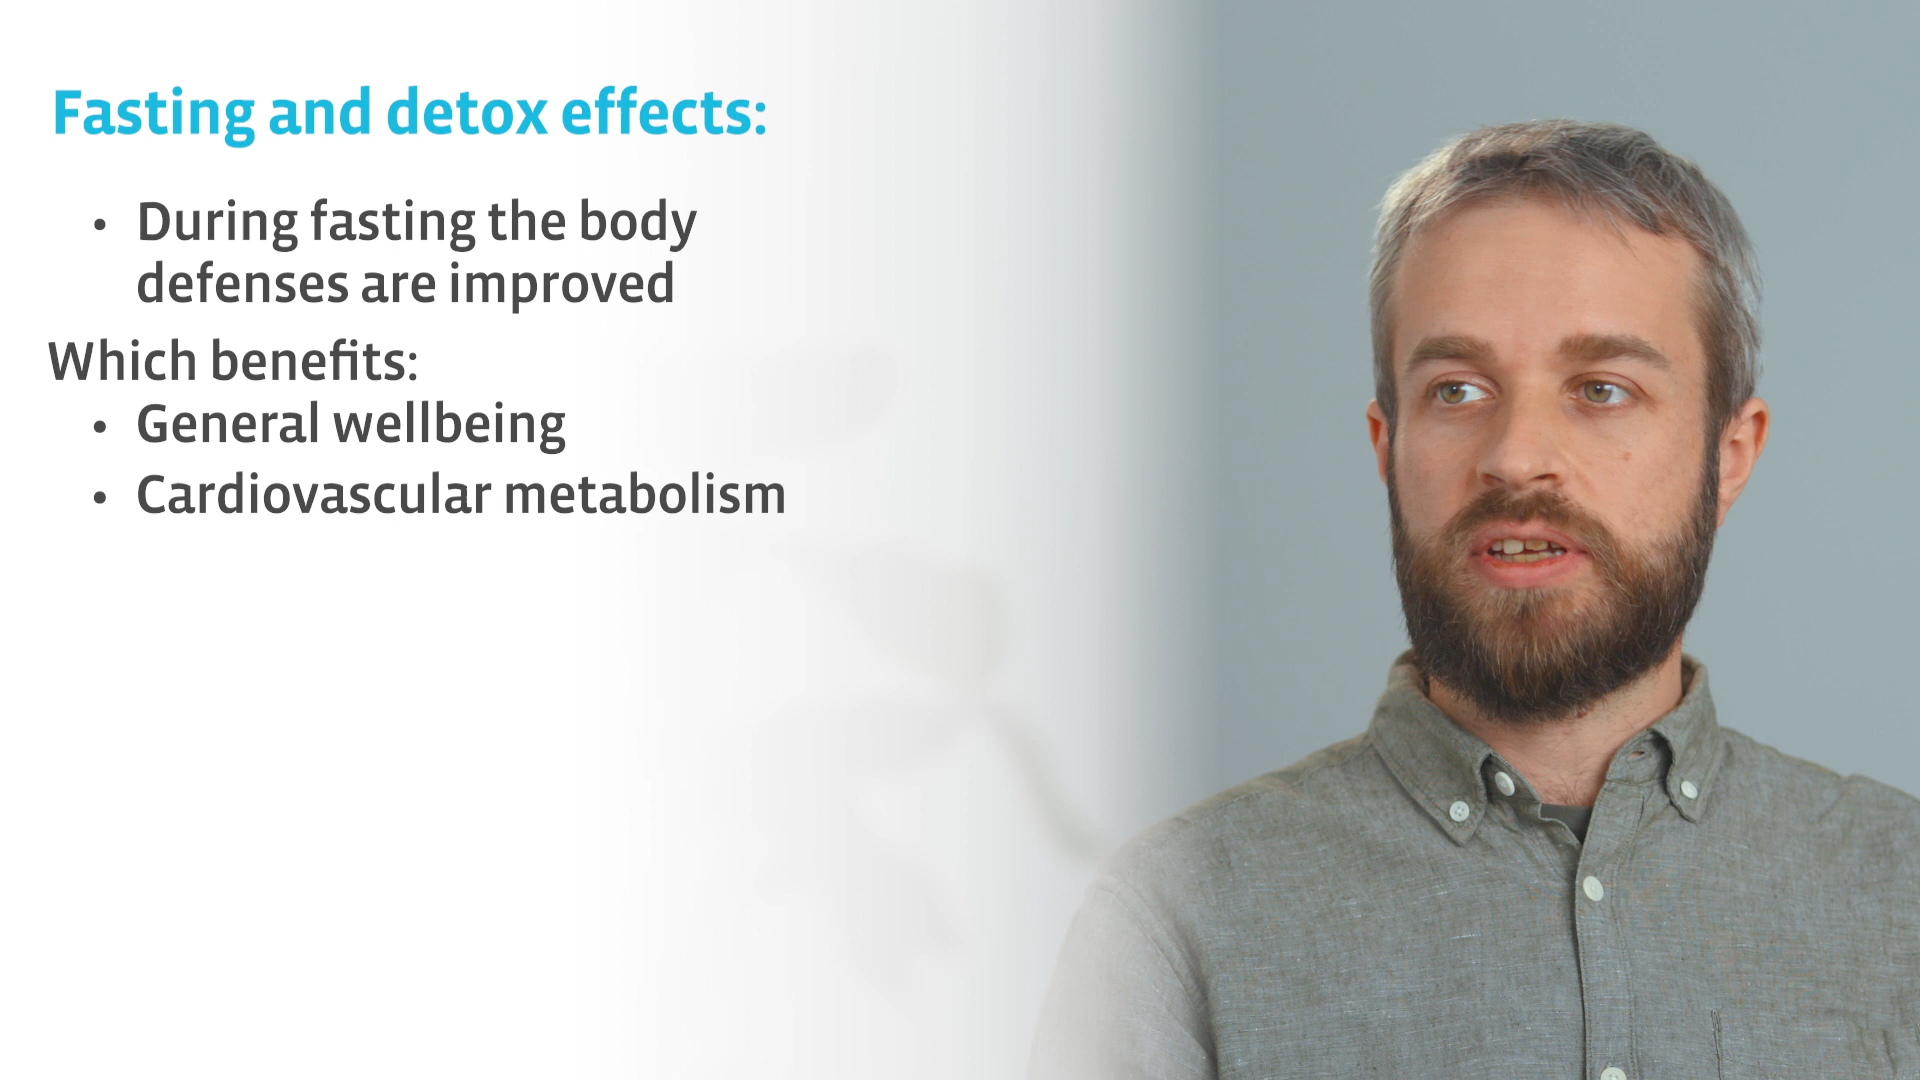 Fasting and detox effects:
• During fasting the body
defenses are improved
Which benefits:
• General wellbeing
• Cardiovascular metabolism